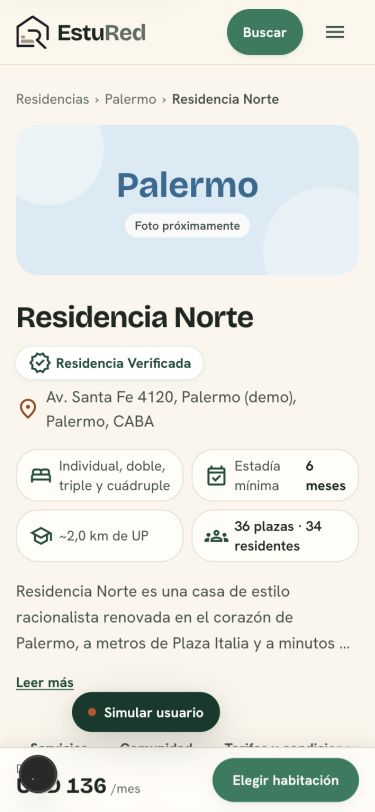 EstuRed
Buscar
Residencias › Palermo › Residencia Norte
Palermo
Foto próximamente
Residencia Norte
Residencia Verificada
Av. Santa Fe 4120, Palermo (demo),
Palermo, CABA
Individual, doble,
triple y cuádruple
Estadía
mínima
6
meses
~2,0 km de UP
36 plazas · 34
residentes
Residencia Norte es una casa de estilo
racionalista renovada en el corazón de
Palermo, a metros de Plaza Italia y a minutos ...
Leer más
Simular usuario
Servicios Comunidad
136 /mes
Elegir habitación